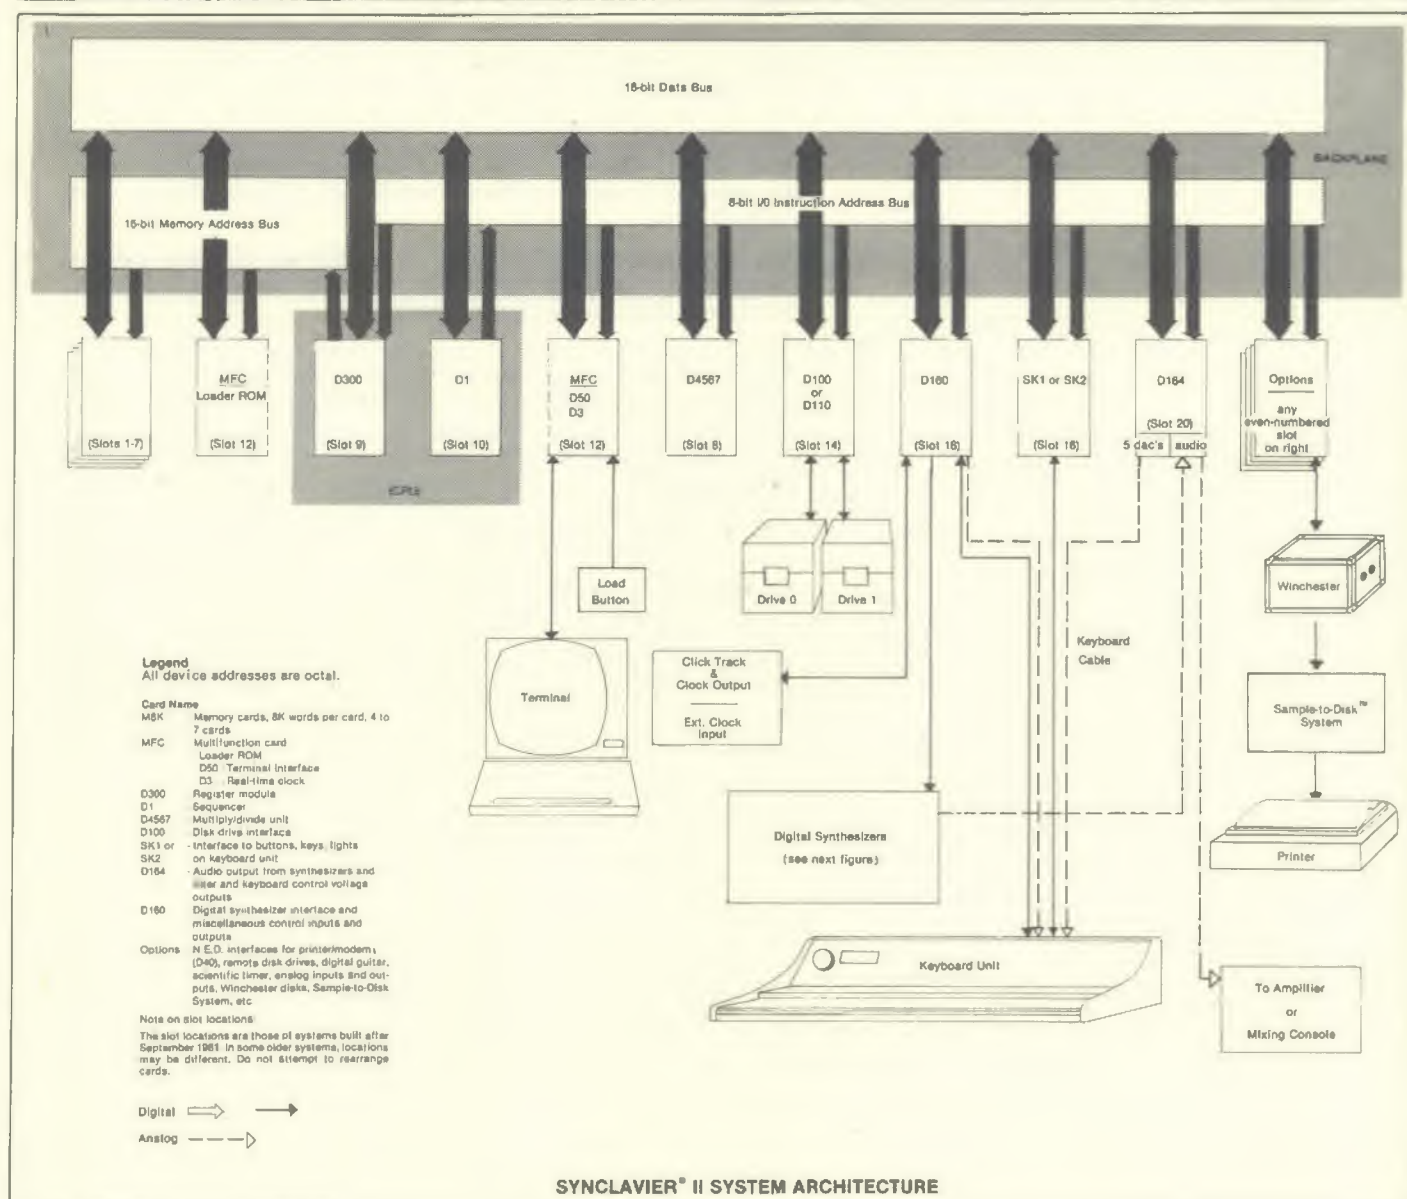 16-bit Data Bus
BACKPLANE
16-bit Memory Address Bus
8-bit I/O Instruction Address Bus
(Slots 1-7)
MFC
Loader ROM
(Slot 12)
D300
(Slot 9)
D1
(Slot 10)
MFC
D50
D3
(Slot 12)
D4567
(Slot 8)
D100
or
D110
(Slot 14)
D160
(Slot 18)
SK1 or SK2
(Slot 16)
D164
(Slot 20)
5 dac's audio
Options
any
even-numbered
slot
on right
Load
Button
Drive 0
Drive 1
Winchester
Keyboard
Cable
Terminal
Click Track
&
Clock Output
Ext. Clock
Input
Sample-to-Disk™
System
Digital Synthesizers
(see next figure)
Printer
Keyboard Unit
To Amplifier
or
Mixing Console
Legend
All device addresses are octal.
Card Name
M8K Memory cards, 8K words per card, 4 to
7 cards
MFC Multifunction card
Loader ROM
D50 Terminal Interface
D3 Real-time clock
D300 Register module
D1 Sequencer
D4567 Multiply/divide unit
D100 Disk drive interface
SK1 or - Interface to buttons, keys, lights
SK2 on keyboard unit
D164 - Audio output from synthesizers and
and keyboard control voltage
outputs
D160 Digital synthesizer interface and
miscellaneous control inputs and
outputs
Options N.E.D. interfaces for printer/modem
(D40), remote disk drives, digital guitar,
scientific timer, analog inputs and out-
puts, Winchester disks, Sample-to-Disk
System, etc
Note on slot locations
The slot locations are those of systems built after
September 1981. In some older systems, locations
may be different. Do not attempt to rearrange
cards.
Digital
Analog
SYNCLAVIER® II SYSTEM ARCHITECTURE